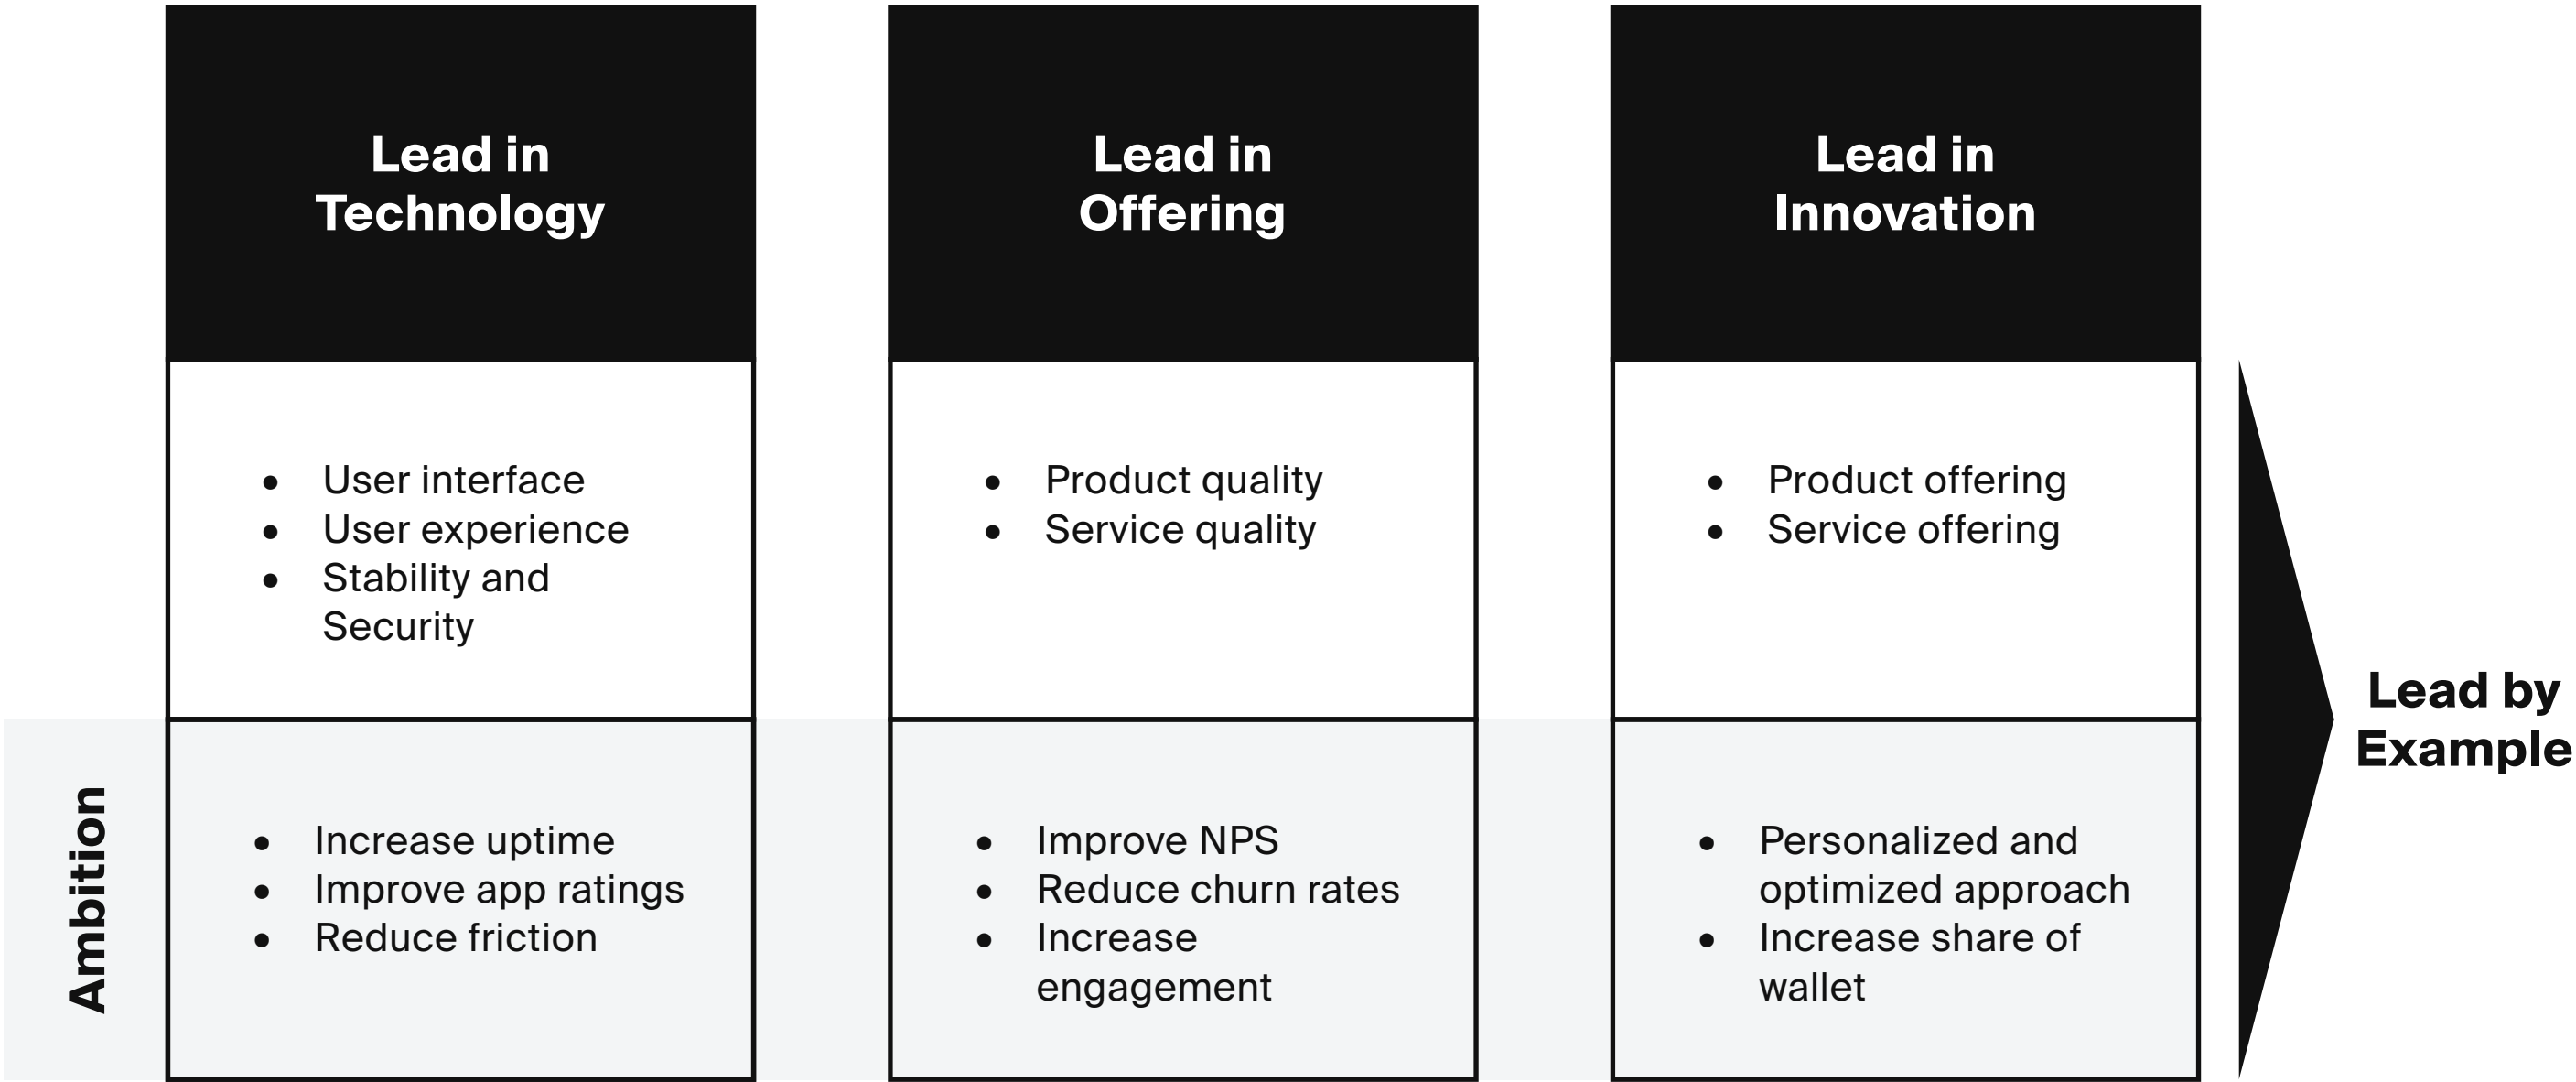 Lead in
Technology
Lead in
Offering
Lead in
Innovation
• User interface
• User experience
• Stability and
Security
• Product quality
• Service quality
• Product offering
• Service offering
Ambition
• Increase uptime
• Improve app ratings
• Reduce friction
• Improve NPS
• Reduce churn rates
• Increase
engagement
• Personalized and
optimized approach
• Increase share of
wallet
Lead by
Example